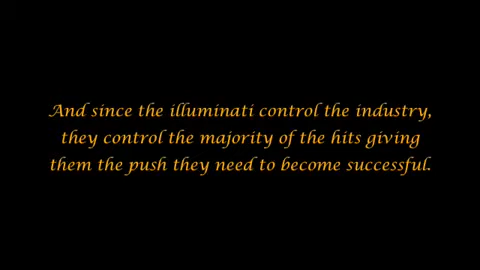 And since the illuminati control the industry,
they control the majority of the hits giving
them the push they need to become successful.